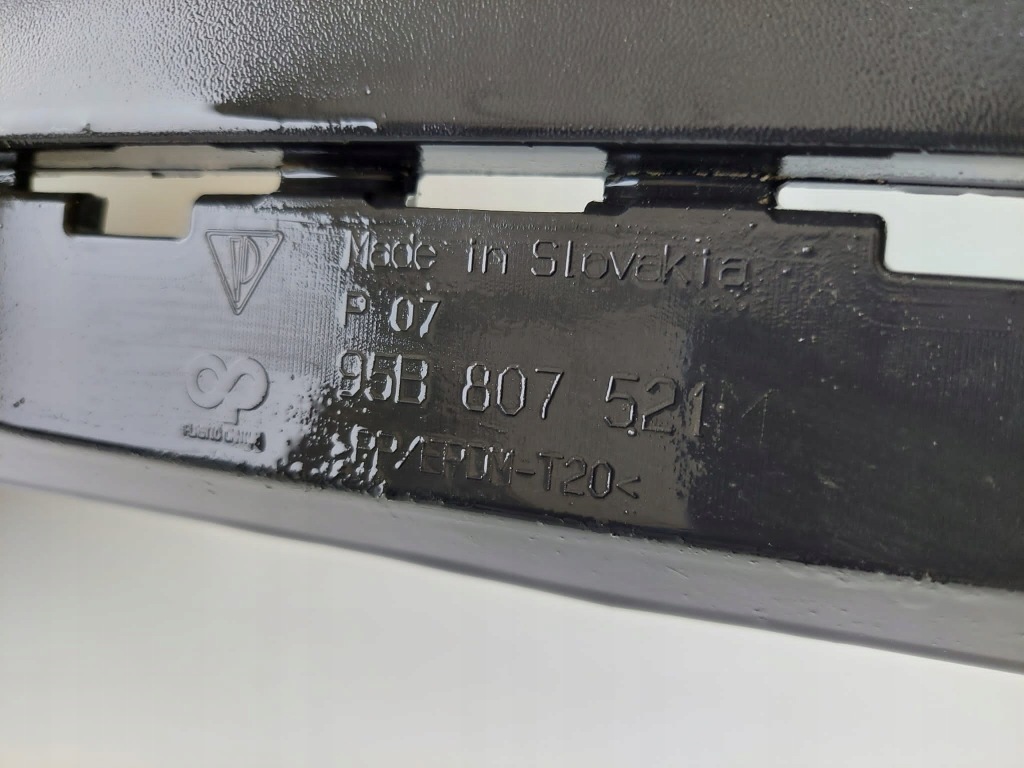 Made in Slovakia
P 07
95B 807 521 M
>PP/EPDM-T20<